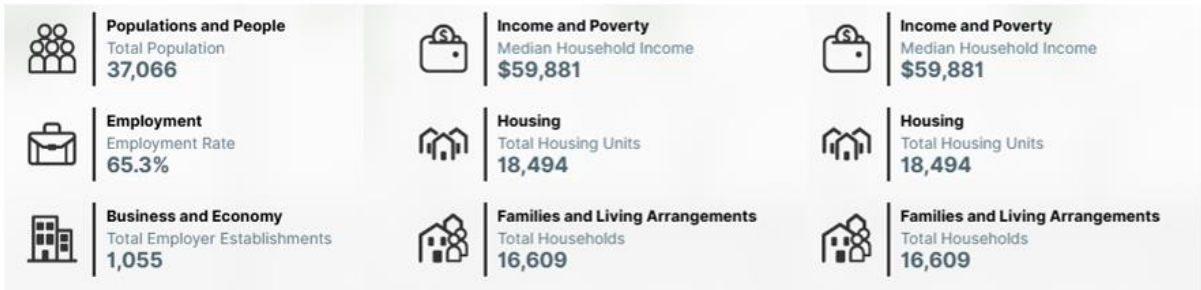 Populations and People
Total Population
37,066
Income and Poverty
Median Household Income
$59,881
Income and Poverty
Median Household Income
$59,881
Employment
Employment Rate
65.3%
Housing
Total Housing Units
18,494
Housing
Total Housing Units
18,494
Business and Economy
Total Employer Establishments
1,055
Families and Living Arrangements
Total Households
16,609
Families and Living Arrangements
Total Households
16,609